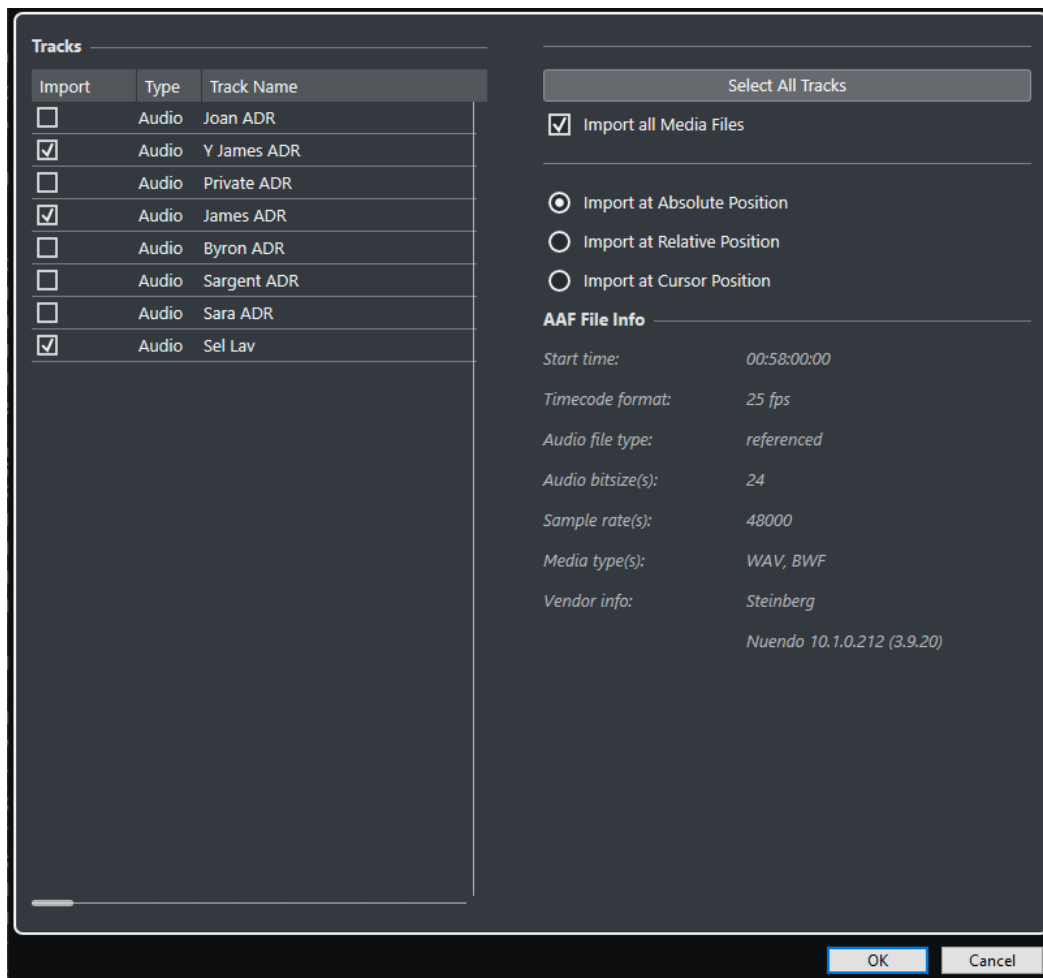 Tracks
Import Type Track Name
Audio Joan ADR
Audio Y James ADR
Audio Private ADR
Audio James ADR
Audio Byron ADR
Audio Sargent ADR
Audio Sara ADR
Audio Sel Lav
Select All Tracks
Import all Media Files
Import at Absolute Position
Import at Relative Position
Import at Cursor Position
AAF File Info
Start time: 00:58:00:00
Timecode format: 25 fps
Audio file type: referenced
Audio bitsize(s): 24
Sample rate(s): 48000
Media type(s): WAV, BWF
Vendor info: Steinberg
Nuendo 10.1.0.212 (3.9.20)
OK Cancel